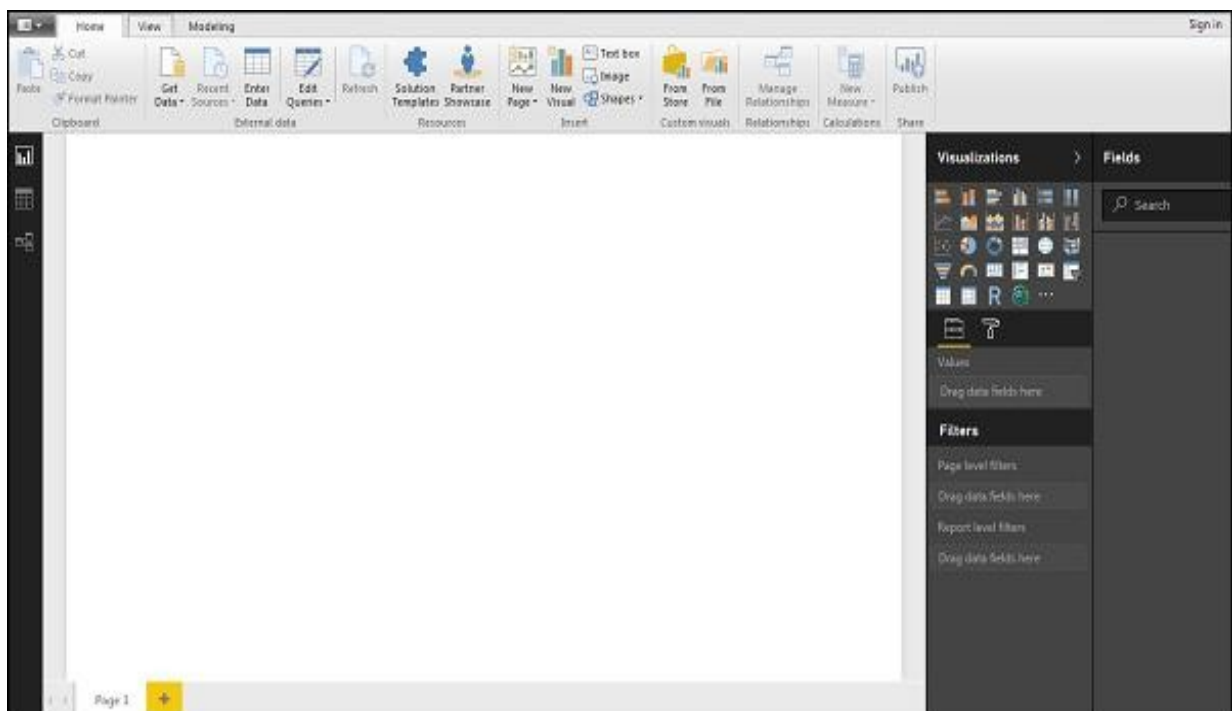 Home View Modeling Sign in
Paste
Cut
Copy
Format Painter
Clipboard
Get Data
Recent Sources
Enter Data
Edit Queries
Refresh
External data
Solution Templates
Partner Showcase
Resources
New Page
New Visual
Text box
Image
Shapes
Insert
From Store
From File
Custom visuals
Manage Relationships
Relationships
New Measure
Calculations
Publish
Share
Visualizations
R
Values
Drag data fields here
Filters
Page level filters
Drag data fields here
Report level filters
Drag data fields here
Fields
Search
Page 1